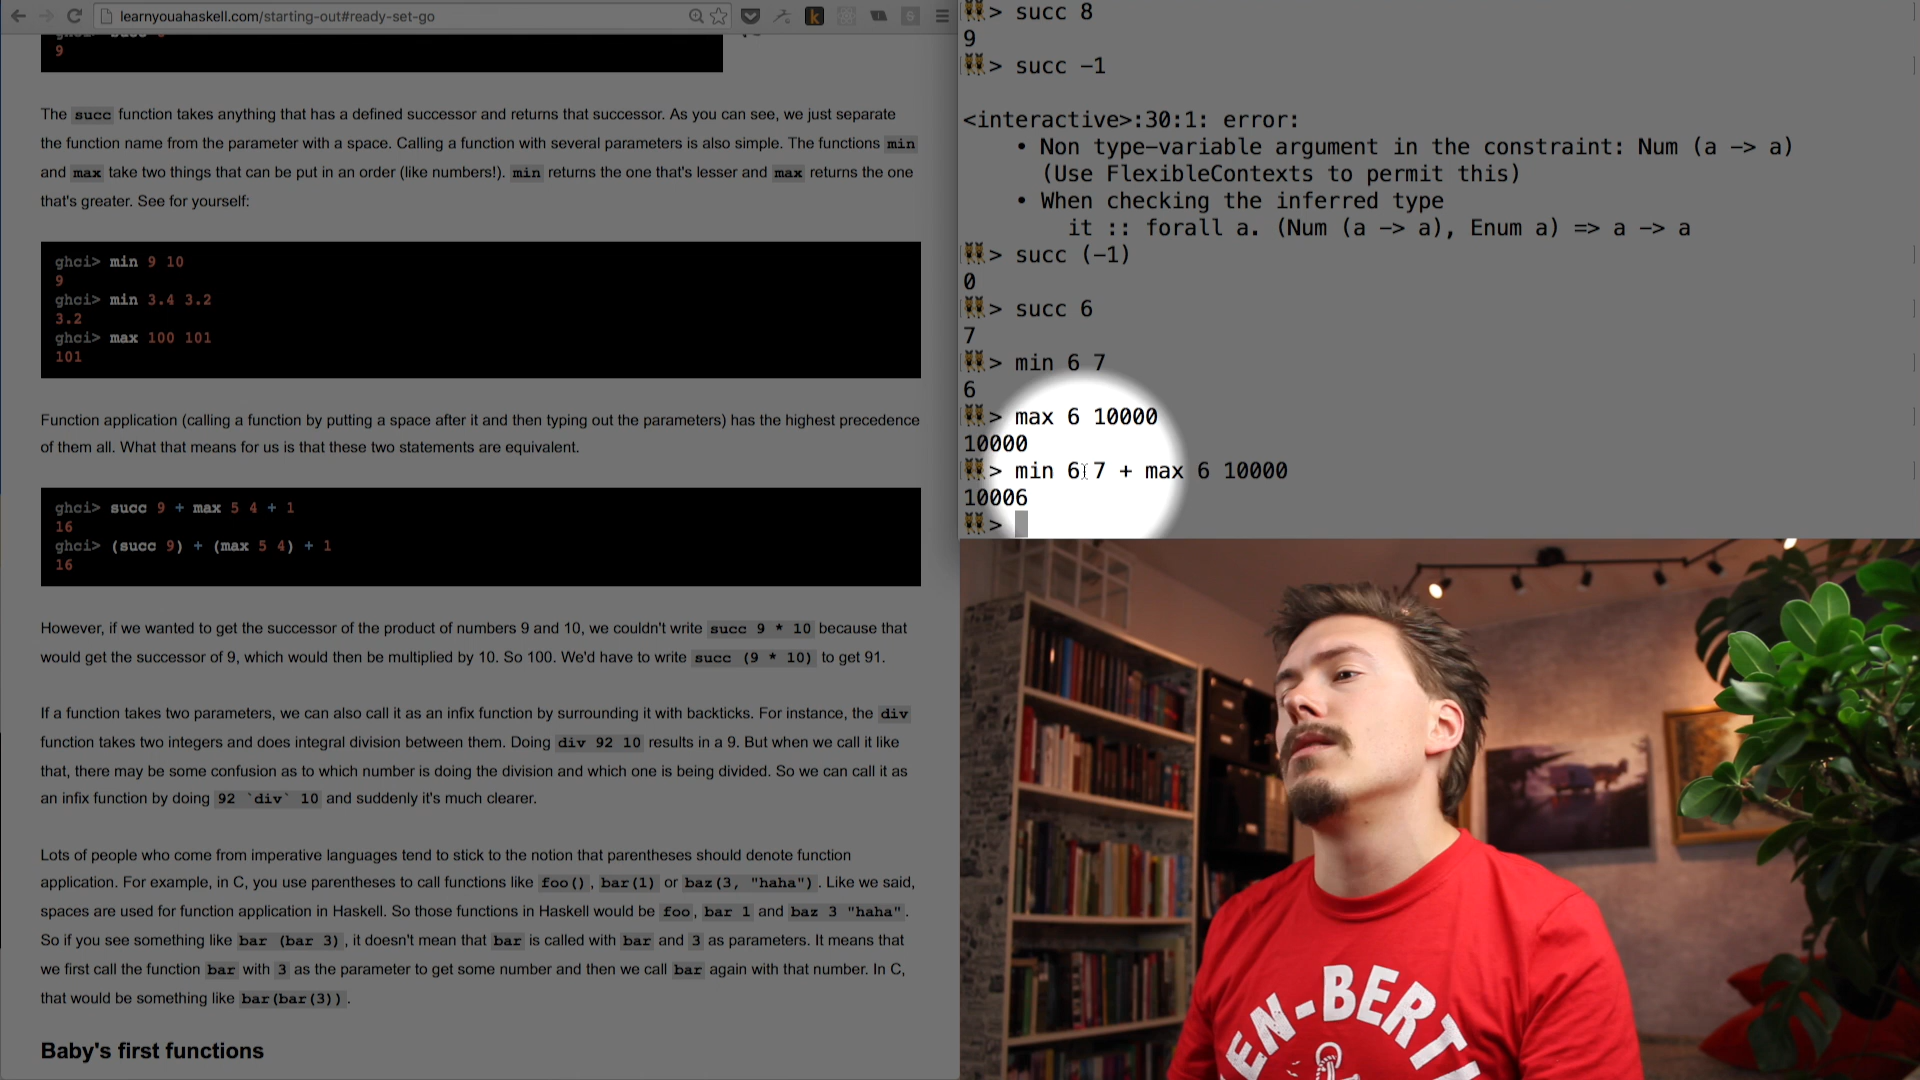 learnyouahaskell.com/starting-out#ready-set-go
9
The succ function takes anything that has a defined successor and returns that successor. As you can see, we just separate
the function name from the parameter with a space. Calling a function with several parameters is also simple. The functions min
and max take two things that can be put in an order (like numbers!). min returns the one that's lesser and max returns the one
that's greater. See for yourself:
ghci> min 9 10
9
ghci> min 3.4 3.2
3.2
ghci> max 100 101
101
Function application (calling a function by putting a space after it and then typing out the parameters) has the highest precedence
of them all. What that means for us is that these two statements are equivalent.
ghci> succ 9 + max 5 4 + 1
16
ghci> (succ 9) + (max 5 4) + 1
16
However, if we wanted to get the successor of the product of numbers 9 and 10, we couldn't write succ 9 * 10 because that
would get the successor of 9, which would then be multiplied by 10. So 100. We'd have to write succ (9 * 10) to get 91.
If a function takes two parameters, we can also call it as an infix function by surrounding it with backticks. For instance, the div
function takes two integers and does integral division between them. Doing div 92 10 results in a 9. But when we call it like
that, there may be some confusion as to which number is doing the division and which one is being divided. So we can call it as
an infix function by doing 92 `div` 10 and suddenly it's much clearer.
Lots of people who come from imperative languages tend to stick to the notion that parentheses should denote function
application. For example, in C, you use parentheses to call functions like foo(), bar(1) or baz(3, "haha"). Like we said,
spaces are used for function application in Haskell. So those functions in Haskell would be foo, bar 1 and baz 3 "haha".
So if you see something like bar (bar 3), it doesn't mean that bar is called with bar and 3 as parameters. It means that
we first call the function bar with 3 as the parameter to get some number and then we call bar again with that number. In C,
that would be something like bar(bar(3)).
Baby's first functions
> succ 8
9
> succ -1
<interactive>:30:1: error:
• Non type-variable argument in the constraint: Num (a -> a)
(Use FlexibleContexts to permit this)
• When checking the inferred type
it :: forall a. (Num (a -> a), Enum a) => a -> a
> succ (-1)
0
> succ 6
7
> min 6 7
6
> max 6 10000
10000
> min 6 7 + max 6 10000
10006
>
EN-BERT